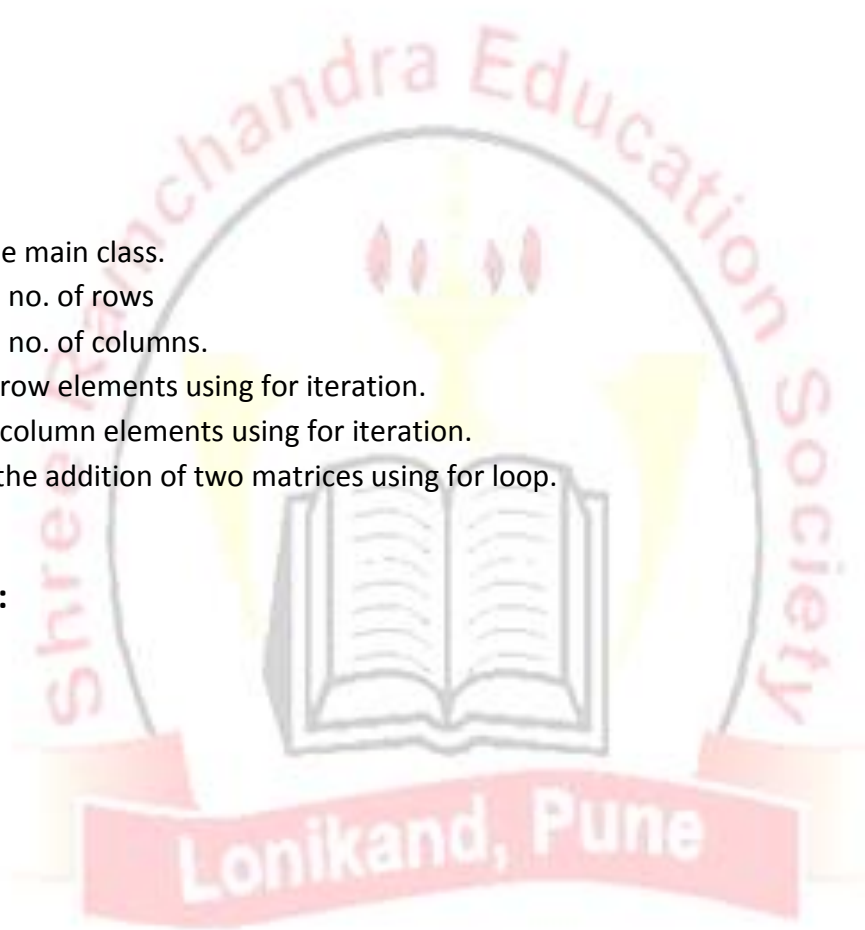 Shree Ramchandra Education Society
e main class.
no. of rows
no. of columns.
row elements using for iteration.
column elements using for iteration.
the addition of two matrices using for loop.
:
Lonikand, Pune